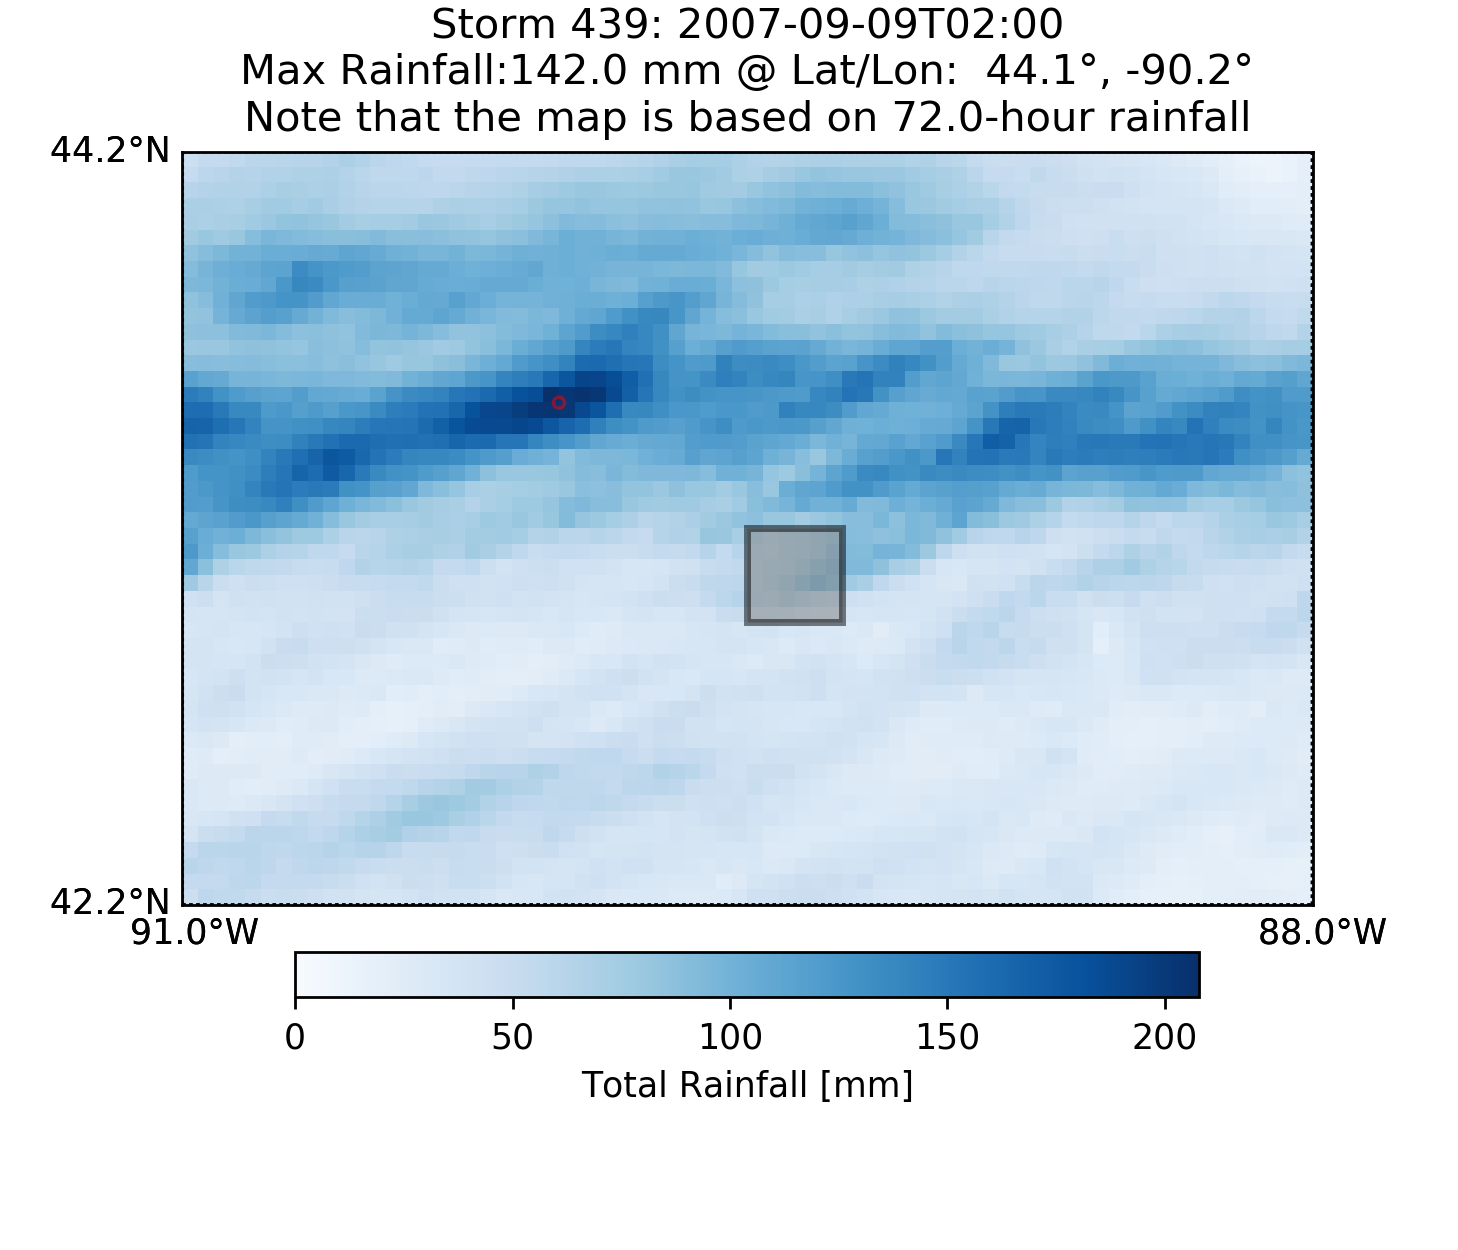 Storm 439: 2007-09-09T02:00
Max Rainfall:142.0 mm @ Lat/Lon:  44.1°, -90.2°
Note that the map is based on 72.0-hour rainfall
44.2°N
42.2°N
91.0°W
88.0°W
0
50
100
150
200
Total Rainfall [mm]